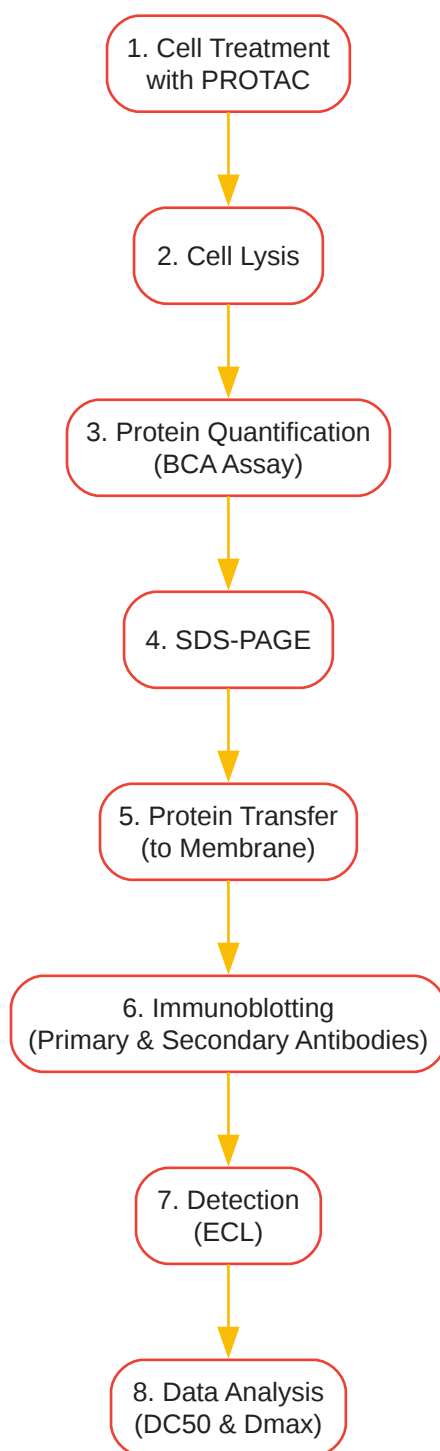 1. Cell Treatment
with PROTAC
2. Cell Lysis
3. Protein Quantification
(BCA Assay)
4. SDS-PAGE
5. Protein Transfer
(to Membrane)
6. Immunoblotting
(Primary & Secondary Antibodies)
7. Detection
(ECL)
8. Data Analysis
(DC50 & Dmax)